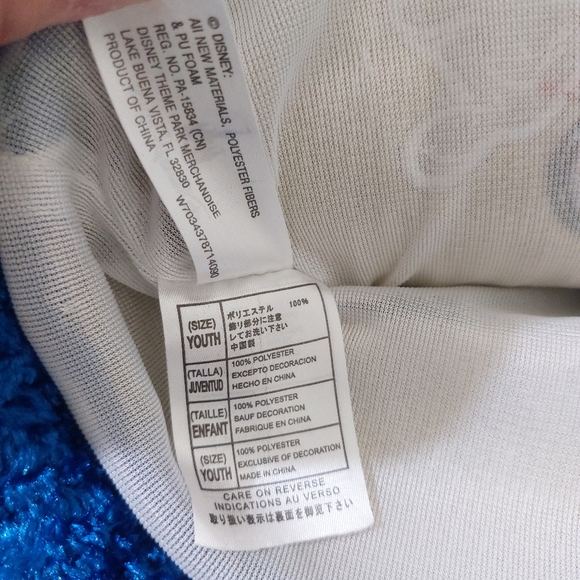 © DISNEY:
All NEW MATERIALS, POLYESTER FIBERS
& PU FOAM
REG. NO. PA-15834 (CN)
DISNEY THEME PARK MERCHANDISE
LAKE BUENA VISTA, FL 32830 W7034378714090
PRODUCT OF CHINA
(SIZE)
YOUTH
ポリエステル 100%
飾り部分に注意
してお洗い下さい
中国製
(TALLA)
JUVENTUD
100% POLYESTER
EXCEPTO DECORACION
HECHO EN CHINA
(TAILLE)
ENFANT
100% POLYESTER
SAUF DECORATION
FABRIQUE EN CHINA
(SIZE)
YOUTH
100% POLYESTER
EXCLUSIVE OF DECORATION
MADE IN CHINA
CARE ON REVERSE
INDICATIONS AU VERSO
取り扱い表示は裏面を御覧下さい